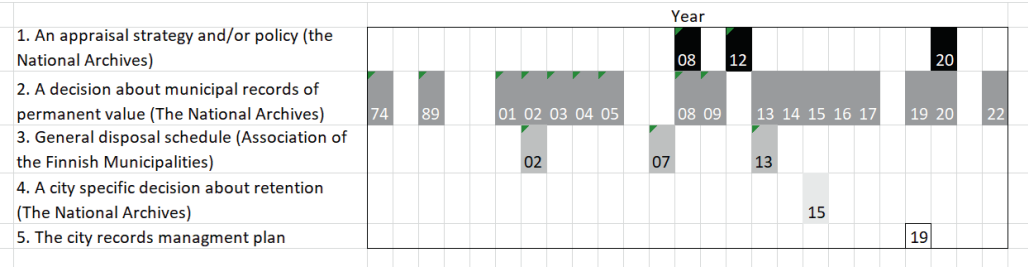 Year
1. An appraisal strategy and/or policy (the
National Archives)
08 12 20
2. A decision about municipal records of
permanent value (The National Archives)
74 89 01 02 03 04 05 08 09 13 14 15 16 17 19 20 22
3. General disposal schedule (Association of
the Finnish Municipalities)
02 07 13
4. A city specific decision about retention
(The National Archives)
15
5. The city records managment plan
19